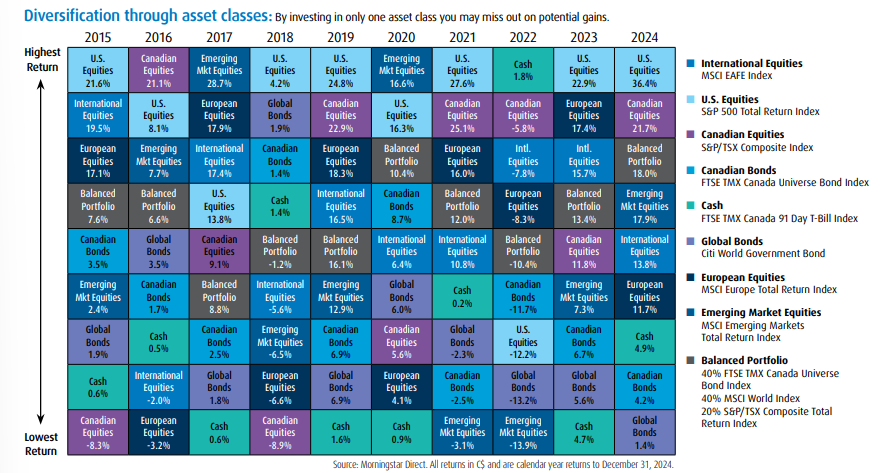 Diversification through asset classes: By investing in only one asset class you may miss out on potential gains.
2015 2016 2017 2018 2019 2020 2021 2022 2023 2024
Highest
Return
U.S.
Equities
21.6%
Canadian
Equities
21.1%
Emerging
Mkt Equities
28.7%
U.S.
Equities
4.2%
U.S.
Equities
24.8%
Emerging
Mkt Equities
16.6%
U.S.
Equities
27.6%
Cash
1.8%
U.S.
Equities
22.9%
U.S.
Equities
36.4%
International
Equities
19.5%
U.S.
Equities
8.1%
European
Equities
17.9%
Global
Bonds
1.9%
Canadian
Equities
22.9%
U.S.
Equities
16.3%
Canadian
Equities
25.1%
Canadian
Equities
-5.8%
European
Equities
17.4%
Canadian
Equities
21.7%
European
Equities
17.1%
Emerging
Mkt Equities
7.7%
International
Equities
17.4%
Canadian
Bonds
1.4%
European
Equities
18.3%
Balanced
Portfolio
10.4%
European
Equities
16.0%
Intl.
Equities
-7.8%
Intl.
Equities
15.7%
Balanced
Portfolio
18.0%
Balanced
Portfolio
7.6%
Balanced
Portfolio
6.6%
U.S.
Equities
13.8%
Cash
1.4%
International
Equities
16.5%
Canadian
Bonds
8.7%
Balanced
Portfolio
12.0%
European
Equities
-8.3%
Balanced
Portfolio
13.4%
Emerging
Mkt Equities
17.9%
Canadian
Bonds
3.5%
Global
Bonds
3.5%
Canadian
Equities
9.1%
Balanced
Portfolio
-1.2%
Balanced
Portfolio
16.1%
International
Equities
6.4%
International
Equities
10.8%
Balanced
Portfolio
-10.4%
Canadian
Equities
11.8%
International
Equities
13.8%
Emerging
Mkt Equities
2.4%
Canadian
Bonds
1.7%
Balanced
Portfolio
8.8%
International
Equities
-5.6%
Emerging
Mkt Equities
12.9%
Global
Bonds
6.0%
Cash
0.2%
Canadian
Bonds
-11.7%
Emerging
Mkt Equities
7.3%
European
Equities
11.7%
Global
Bonds
1.9%
Cash
0.5%
Canadian
Bonds
2.5%
Emerging
Mkt Equities
-6.5%
Canadian
Bonds
6.9%
Canadian
Equities
5.6%
Global
Bonds
-2.3%
U.S.
Equities
-12.2%
Canadian
Bonds
6.7%
Cash
4.9%
Cash
0.6%
International
Equities
-2.0%
Global
Bonds
1.8%
European
Equities
-6.6%
Global
Bonds
6.9%
European
Equities
4.1%
Canadian
Bonds
-2.5%
Global
Bonds
-13.2%
Global
Bonds
5.6%
Canadian
Bonds
4.2%
Canadian
Equities
-8.3%
European
Equities
-3.2%
Cash
0.6%
Canadian
Equities
-8.9%
Cash
1.6%
Cash
0.9%
Emerging
Mkt Equities
-3.1%
Emerging
Mkt Equities
-13.9%
Cash
4.7%
Global
Bonds
1.4%
Lowest
Return
International Equities
MSCI EAFE Index
U.S. Equities
S&P 500 Total Return Index
Canadian Equities
S&P/TSX Composite Index
Canadian Bonds
FTSE TMX Canada Universe Bond Index
Cash
FTSE TMX Canada 91 Day T-Bill Index
Global Bonds
Citi World Government Bond
European Equities
MSCI Europe Total Return Index
Emerging Market Equities
MSCI Emerging Markets
Total Return Index
Balanced Portfolio
40% FTSE TMX Canada Universe
Bond Index
40% MSCI World Index
20% S&P/TSX Composite Total
Return Index
Source: Morningstar Direct. All returns in C$ and are calendar year returns to December 31, 2024.